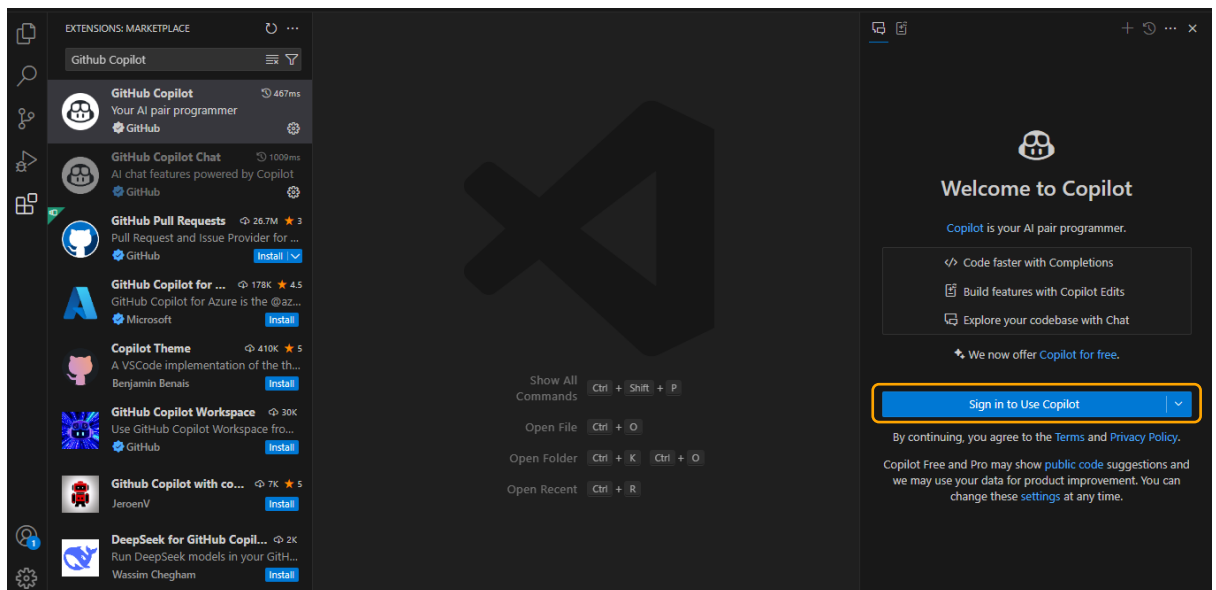 EXTENSIONS: MARKETPLACE
Github Copilot
GitHub Copilot 467ms
Your AI pair programmer
GitHub
GitHub Copilot Chat 1009ms
AI chat features powered by Copilot
GitHub
GitHub Pull Requests 26.7M ★ 3
Pull Request and Issue Provider for ...
GitHub Install
GitHub Copilot for ... 178K ★ 4.5
GitHub Copilot for Azure is the @az...
Microsoft Install
Copilot Theme 410K ★ 5
A VSCode implementation of the th...
Benjamin Benais Install
GitHub Copilot Workspace 30K
Use GitHub Copilot Workspace fro...
GitHub Install
Github Copilot with co... 7K ★ 5
JeroenV Install
DeepSeek for GitHub Copil... 2K
Run DeepSeek models in your GitH...
Wassim Chegham Install
1
Show All Commands Ctrl + Shift + P
Open File Ctrl + O
Open Folder Ctrl + K Ctrl + O
Open Recent Ctrl + R
Welcome to Copilot
Copilot is your AI pair programmer.
Code faster with Completions
Build features with Copilot Edits
Explore your codebase with Chat
We now offer Copilot for free.
Sign in to Use Copilot
By continuing, you agree to the Terms and Privacy Policy.
Copilot Free and Pro may show public code suggestions and
we may use your data for product improvement. You can
change these settings at any time.